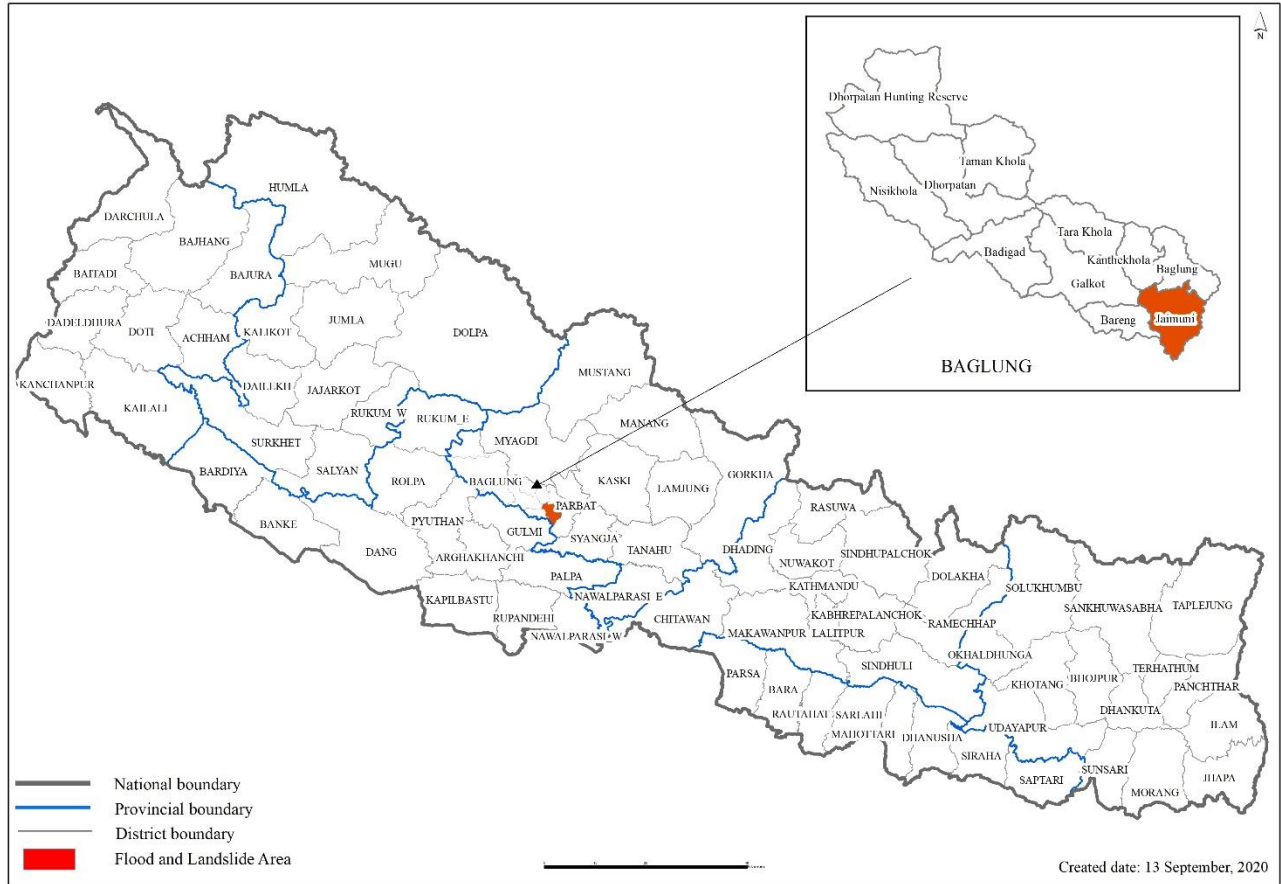 N
Dhorpatan Hunting Reserve
Taman Khola
Nisikhola
Dhorpatan
Tara Khola
Badigad
Kanthekhola
Baglung
Galkot
Bareng
Jaimuni
BAGLUNG
HUMLA
DARCHULA
BAJHANG
MUGU
BAITADI
BAJURA
DADELDHURA
DOTI
ACHHAM
KALIKOT
JUMLA
DOLPA
KANCHANPUR
KAILALI
DAILEKH
JAJARKOT
MUSTANG
RUKUM_W
RUKUM_E
MANANG
SURKHET
MYAGDI
BARDIYA
SALYAN
ROLPA
BAGLUNG
KASKI
LAMJUNG
GORKHA
PARBAT
RASUWA
BANKE
PYUTHAN
GULMI
SYANGJA
TANAHU
DHADING
NUWAKOT
SINDHUPALCHOK
DANG
ARGHAKHANCHI
DOLAKHA
SOLUKHUMBU
PALPA
KATHMANDU
SANKHUWASABHA
TAPLEJUNG
KAPILBASTU
NAWALPARASI_E
RUPANDEHI
CHITAWAN
KABHREPALANCHOK
RAMECHHAP
NAWALPARASI_W
MAKAWANPUR
LALITPUR
OKHALDHUNGA
PARSA
SINDHULI
KHOTANG
BHOJPUR
TERHATHUM
PANCHTHAR
BARA
DHANKUTA
RAUTAHAT
SARLAHI
ILAM
MAHOTTARI
DHANUSHA
UDAYAPUR
SIRAHA
SUNSARI
SAPTARI
MORANG
JHAPA
National boundary
Provincial boundary
District boundary
Flood and Landslide Area
Created date: 13 September, 2020